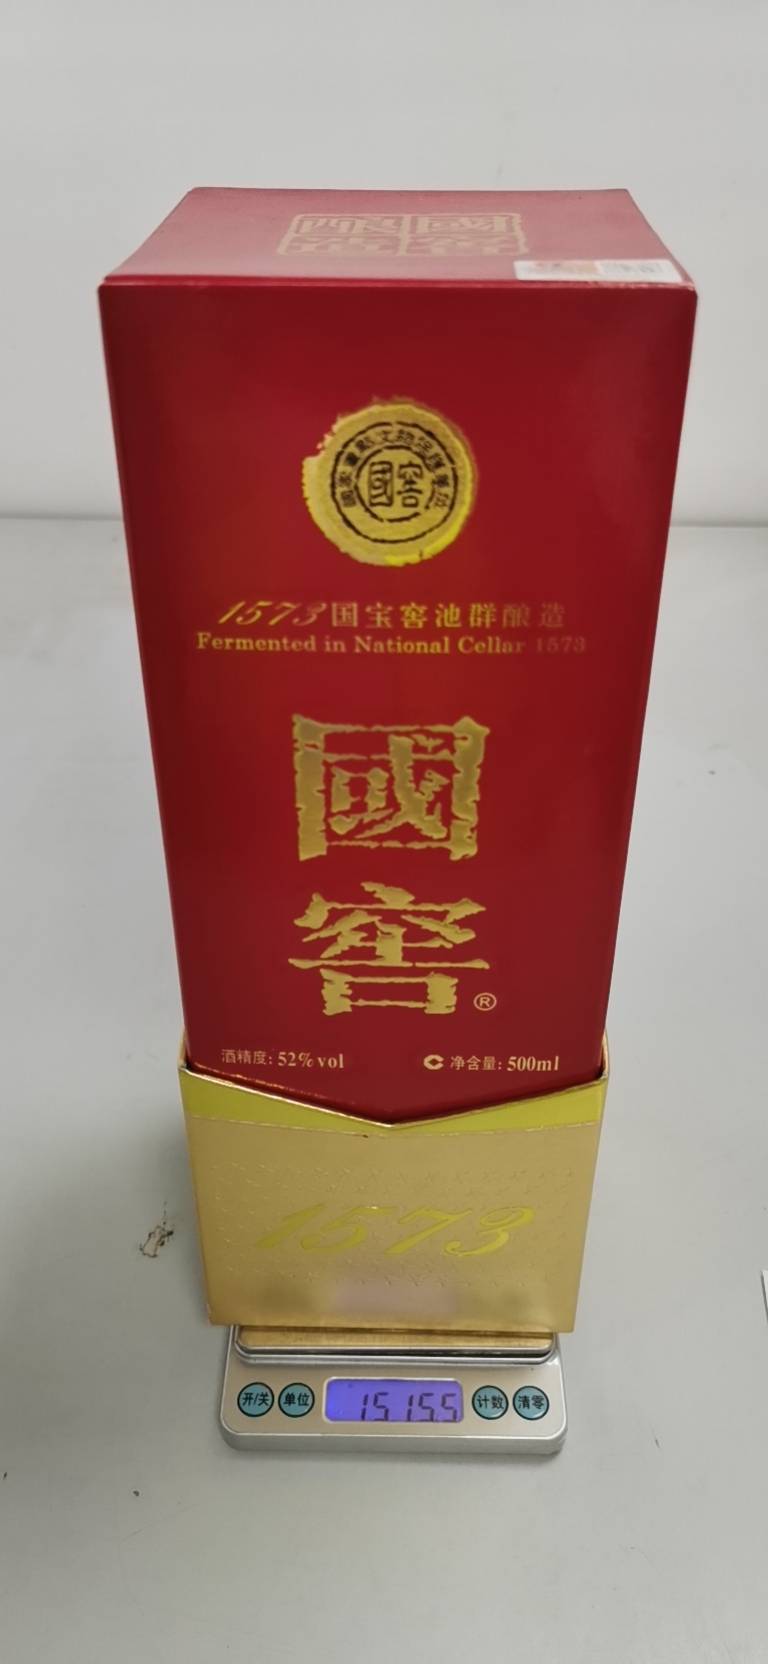 國窖
1573国宝窖池群酿造
Fermented in National Cellar 1573
國
窖®
酒精度: 52%vol
净含量: 500ml
1573
开/关 单位 1515.5 计数 清零